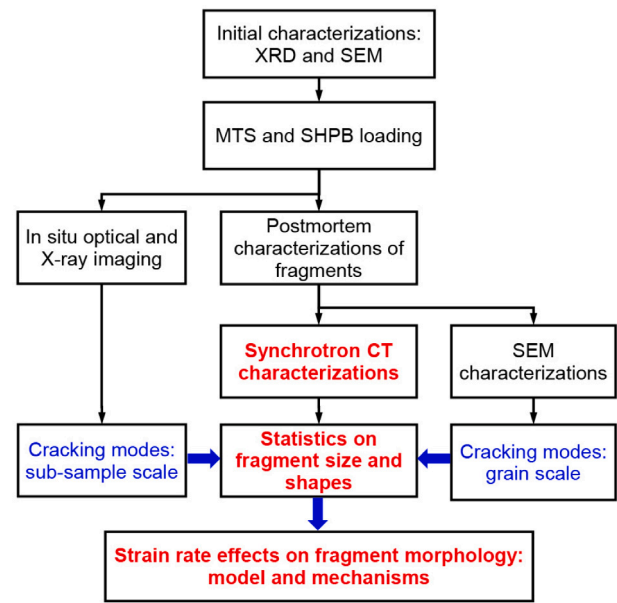 Initial characterizations:
XRD and SEM
MTS and SHPB loading
In situ optical and
X-ray imaging
Postmortem
characterizations of
fragments
Synchrotron CT
characterizations
SEM
characterizations
Cracking modes:
sub-sample scale
Statistics on
fragment size and
shapes
Cracking modes:
grain scale
Strain rate effects on fragment morphology:
model and mechanisms